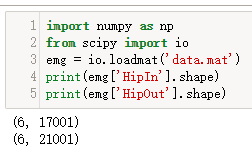 1 import numpy as np
2 from scipy import io
3 emg = io.loadmat('data.mat')
4 print(emg['HipIn'].shape)
5 print(emg['HipOut'].shape)
(6, 17001)
(6, 21001)